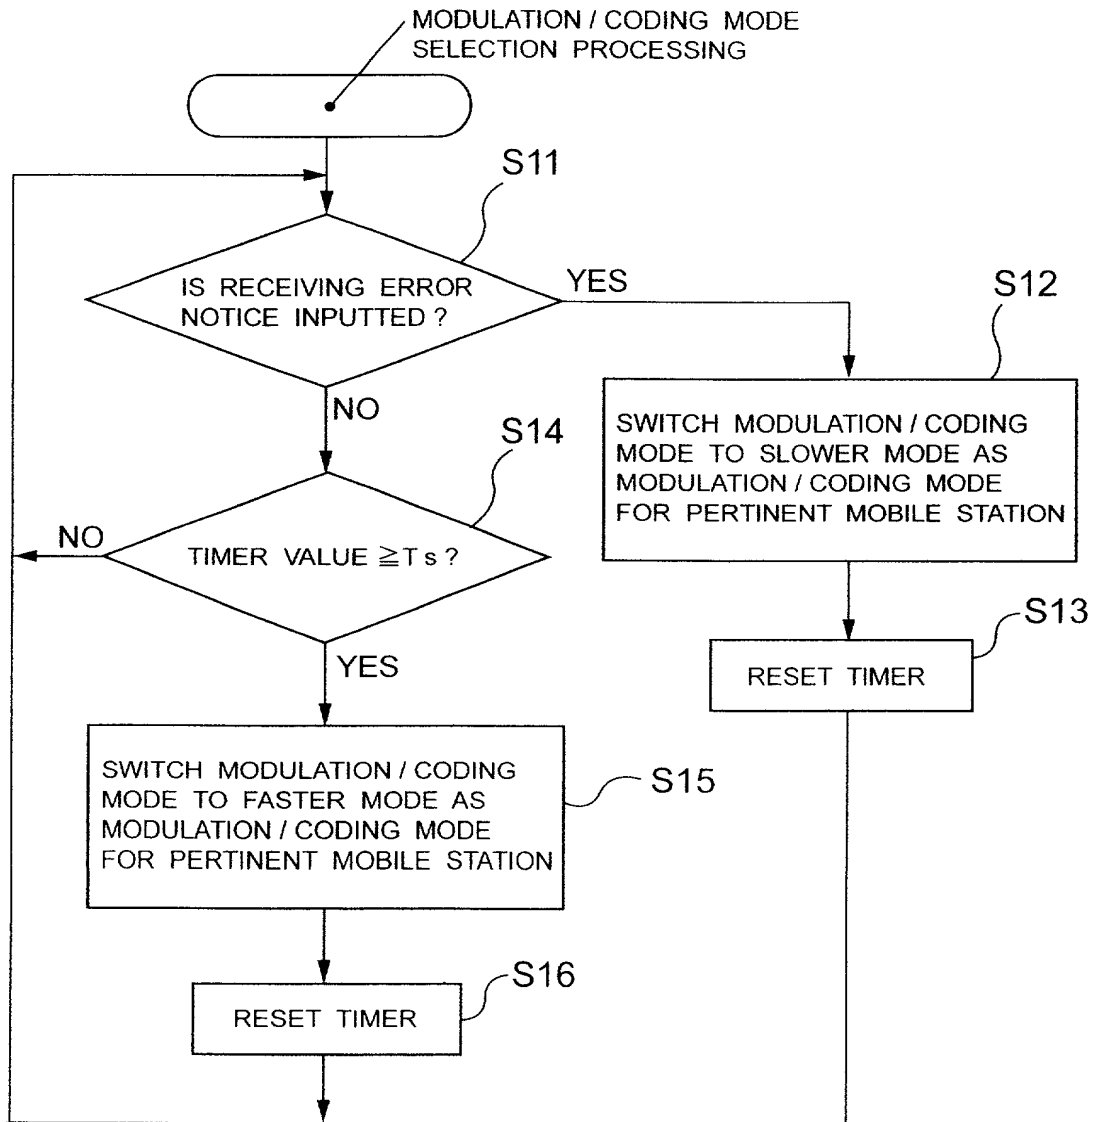 MODULATION / CODING MODE
SELECTION PROCESSING
S11
IS RECEIVING ERROR
NOTICE INPUTTED ?
YES
NO
S12
SWITCH MODULATION / CODING
MODE TO SLOWER MODE AS
MODULATION / CODING MODE
FOR PERTINENT MOBILE STATION
S13
RESET TIMER
S14
TIMER VALUE ≧ T s ?
NO
YES
S15
SWITCH MODULATION / CODING
MODE TO FASTER MODE AS
MODULATION / CODING MODE
FOR PERTINENT MOBILE STATION
S16
RESET TIMER